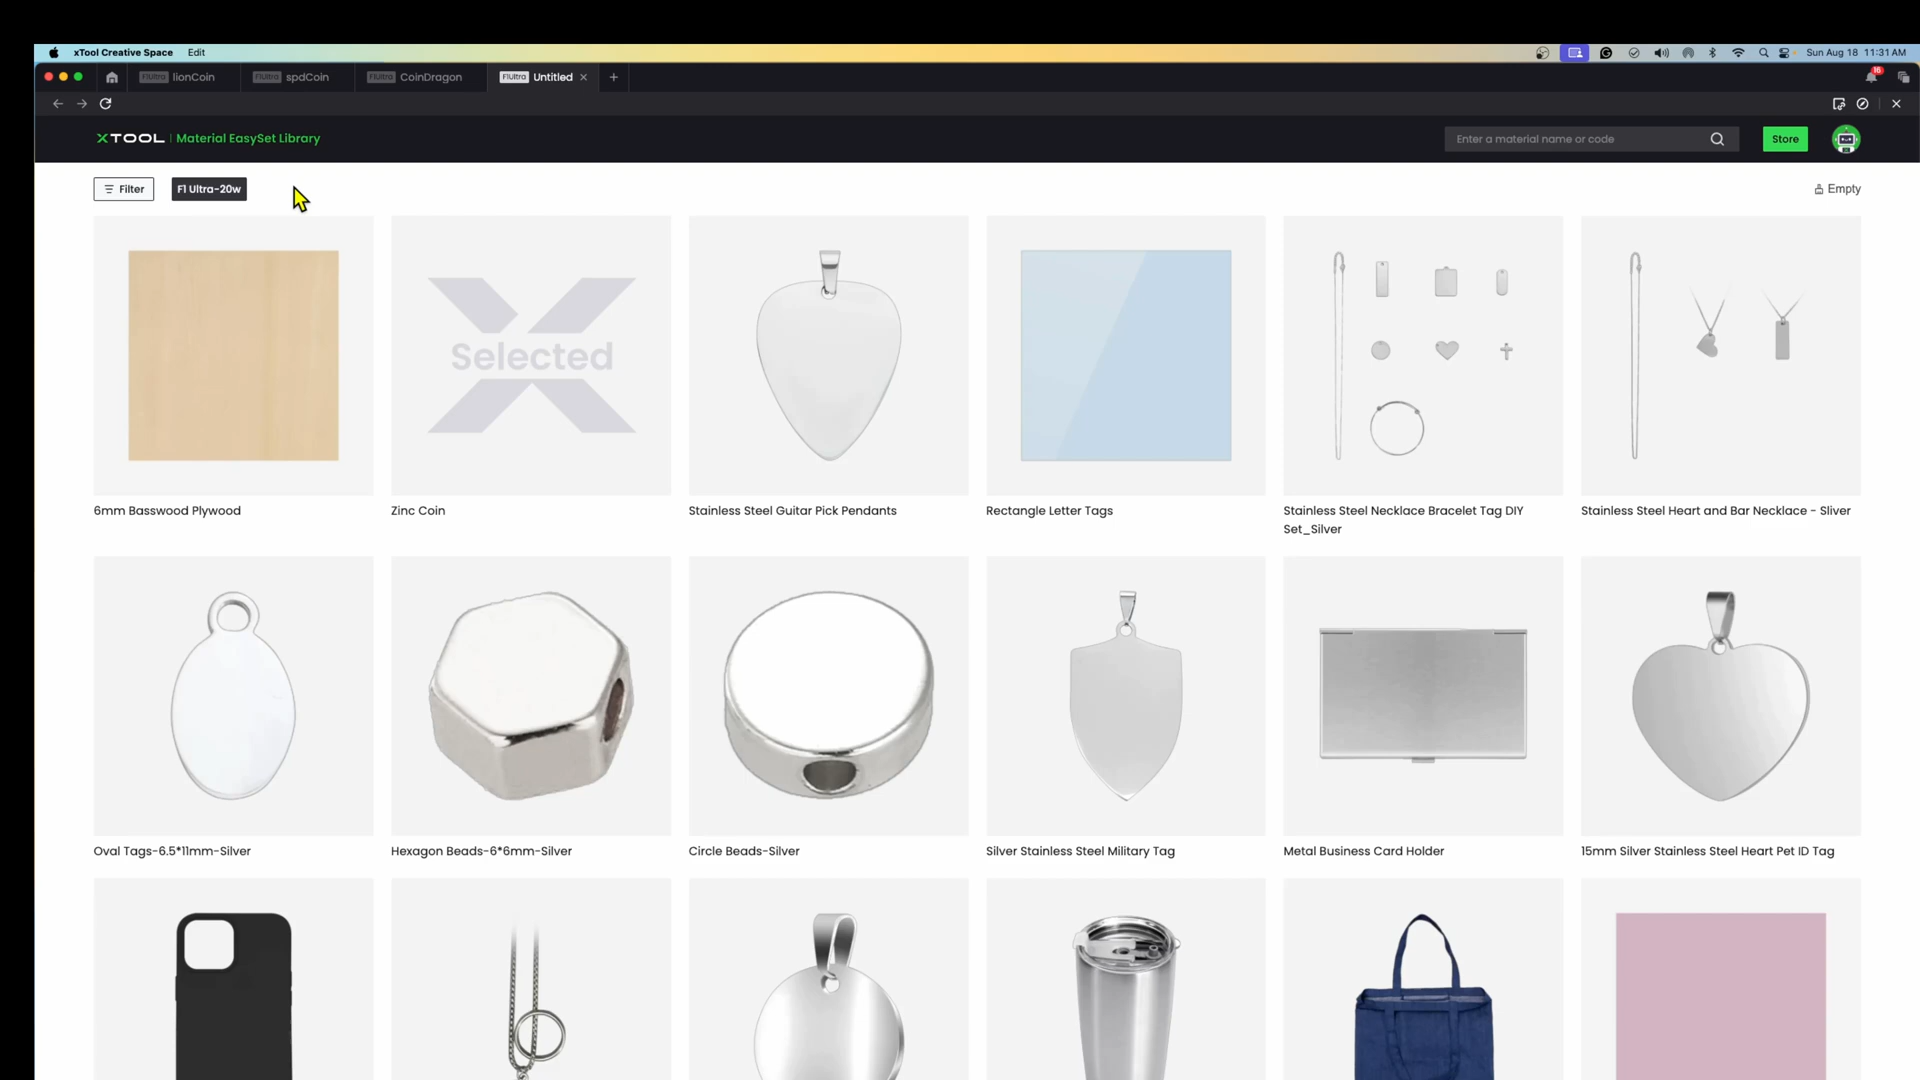 xTool Creative Space Edit Sun Aug 18 11:31 AM
F1Ultra lionCoin F1Ultra spdCoin F1Ultra CoinDragon F1Ultra Untitled 16
XTOOL | Material EasySet Library Enter a material name or code Store
Filter F1 Ultra-20w Empty
Selected
6mm Basswood Plywood
Zinc Coin
Stainless Steel Guitar Pick Pendants
Rectangle Letter Tags
Stainless Steel Necklace Bracelet Tag DIY
Set_Silver
Stainless Steel Heart and Bar Necklace - Sliver
Oval Tags-6.5*11mm-Silver
Hexagon Beads-6*6mm-Silver
Circle Beads-Silver
Silver Stainless Steel Military Tag
Metal Business Card Holder
15mm Silver Stainless Steel Heart Pet ID Tag